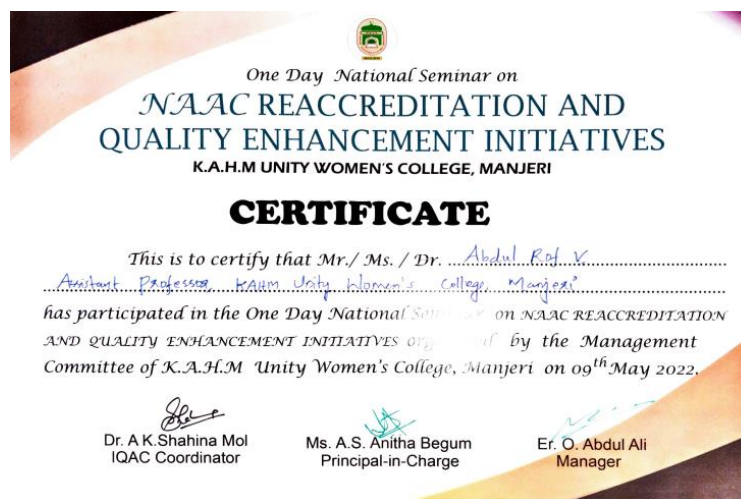 One Day National Seminar on
NAAC REACCREDITATION AND
QUALITY ENHANCEMENT INITIATIVES
K.A.H.M UNITY WOMEN'S COLLEGE, MANJERI
CERTIFICATE
This is to certify that Mr./ Ms. / Dr. Abdul Rof V
Assistant Professor, KAHM Unity Women's College, Manjeri
has participated in the One Day National on NAAC REACCREDITATION
AND QUALITY ENHANCEMENT INITIATIVES by the Management
Committee of K.A.H.M Unity Women's College, Manjeri on 09th May 2022.
Dr. A K.Shahina Mol
IQAC Coordinator
Ms. A.S. Anitha Begum
Principal-in-Charge
Er. O. Abdul Ali
Manager